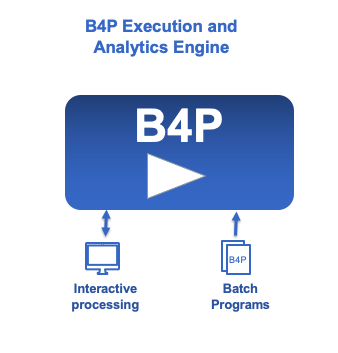 B4P Execution and
Analytics Engine
B4P
B4P
Interactive
processing
Batch
Programs